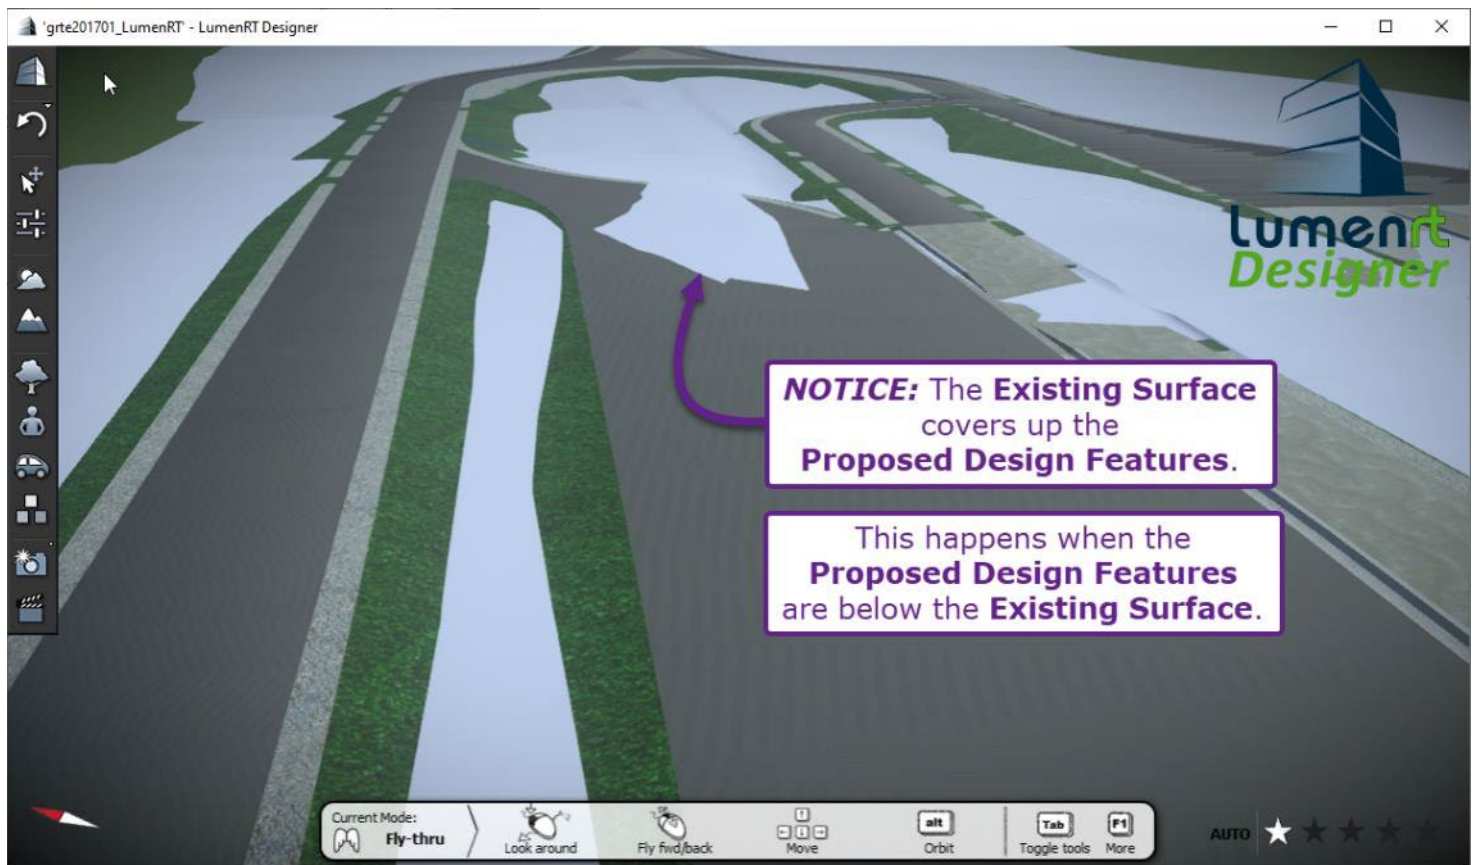 'grte201701_LumenRT' - LumenRT Designer
Lumenrt
Designer
NOTICE: The Existing Surface
covers up the
Proposed Design Features.
This happens when the
Proposed Design Features
are below the Existing Surface.
Current Mode:
Fly-thru
Look around
Fly fwd/back
Move
alt
Orbit
Tab
Toggle tools
F1
More
AUTO